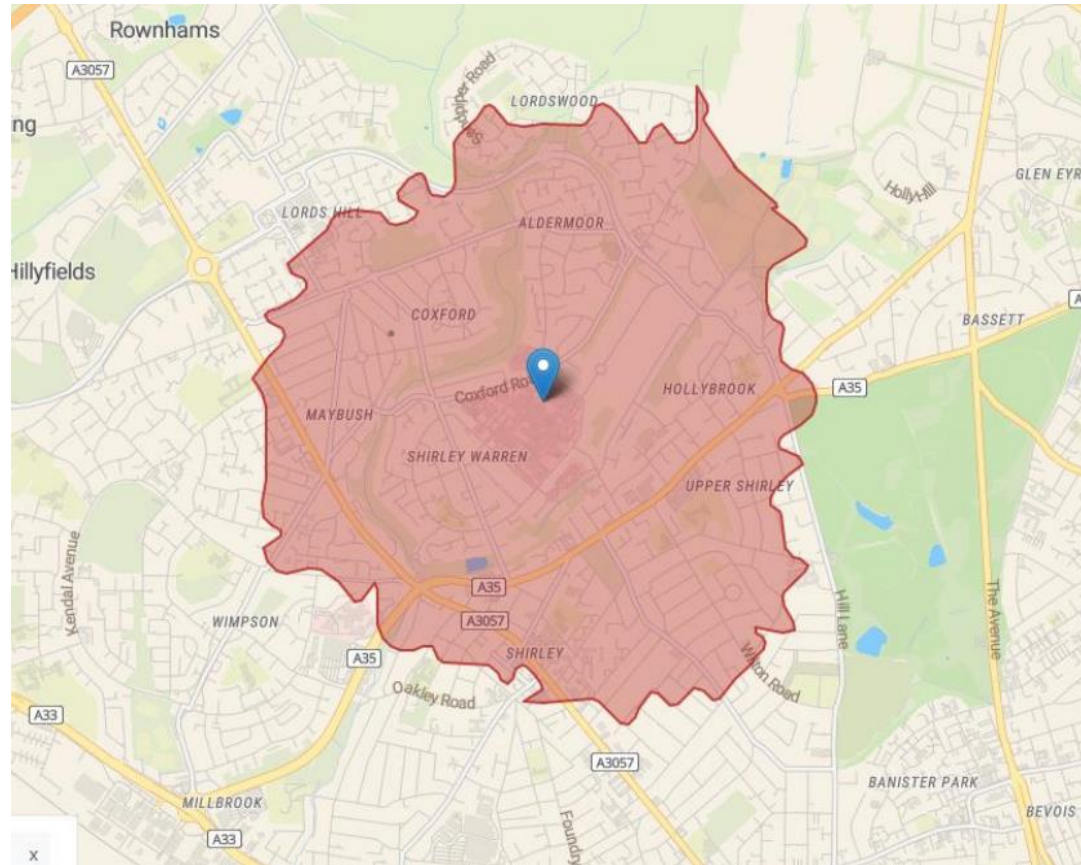 Rownhams
A3057
Sandpiper Road
LORDSWOOD
ng
GLEN EYR
Holly Hill
LORDS HILL
ALDERMOOR
Hillyfields
COXFORD
BASSETT
A
Coxford Ro
HOLLYBROOK
A35
MAYBUSH
SHIRLEY WARREN
UPPER SHIRLEY
Kendal Avenue
A35
Hill Lane
The Avenue
WIMPSON
A3057
SHIRLEY
A35
Wilton Road
Oakley Road
A33
A3057
BANISTER PARK
MILLBROOK
Foundry
BEVOIS
A33
x